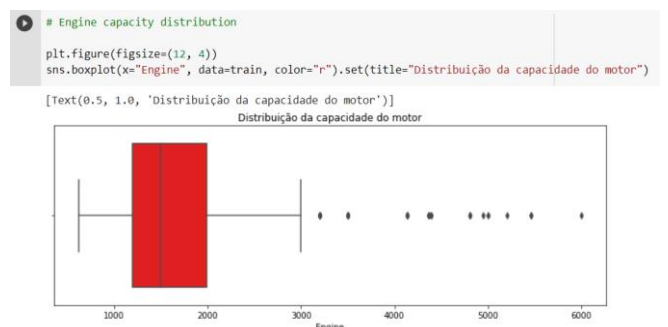 # Engine capacity distribution
plt.figure(figsize=(12, 4))
sns.boxplot(x="Engine", data=train, color="r").set(title="Distribuição da capacidade do motor")
[Text(0.5, 1.0, 'Distribuição da capacidade do motor')]
Distribuição da capacidade do motor
1000 2000 3000 4000 5000 6000
Engine